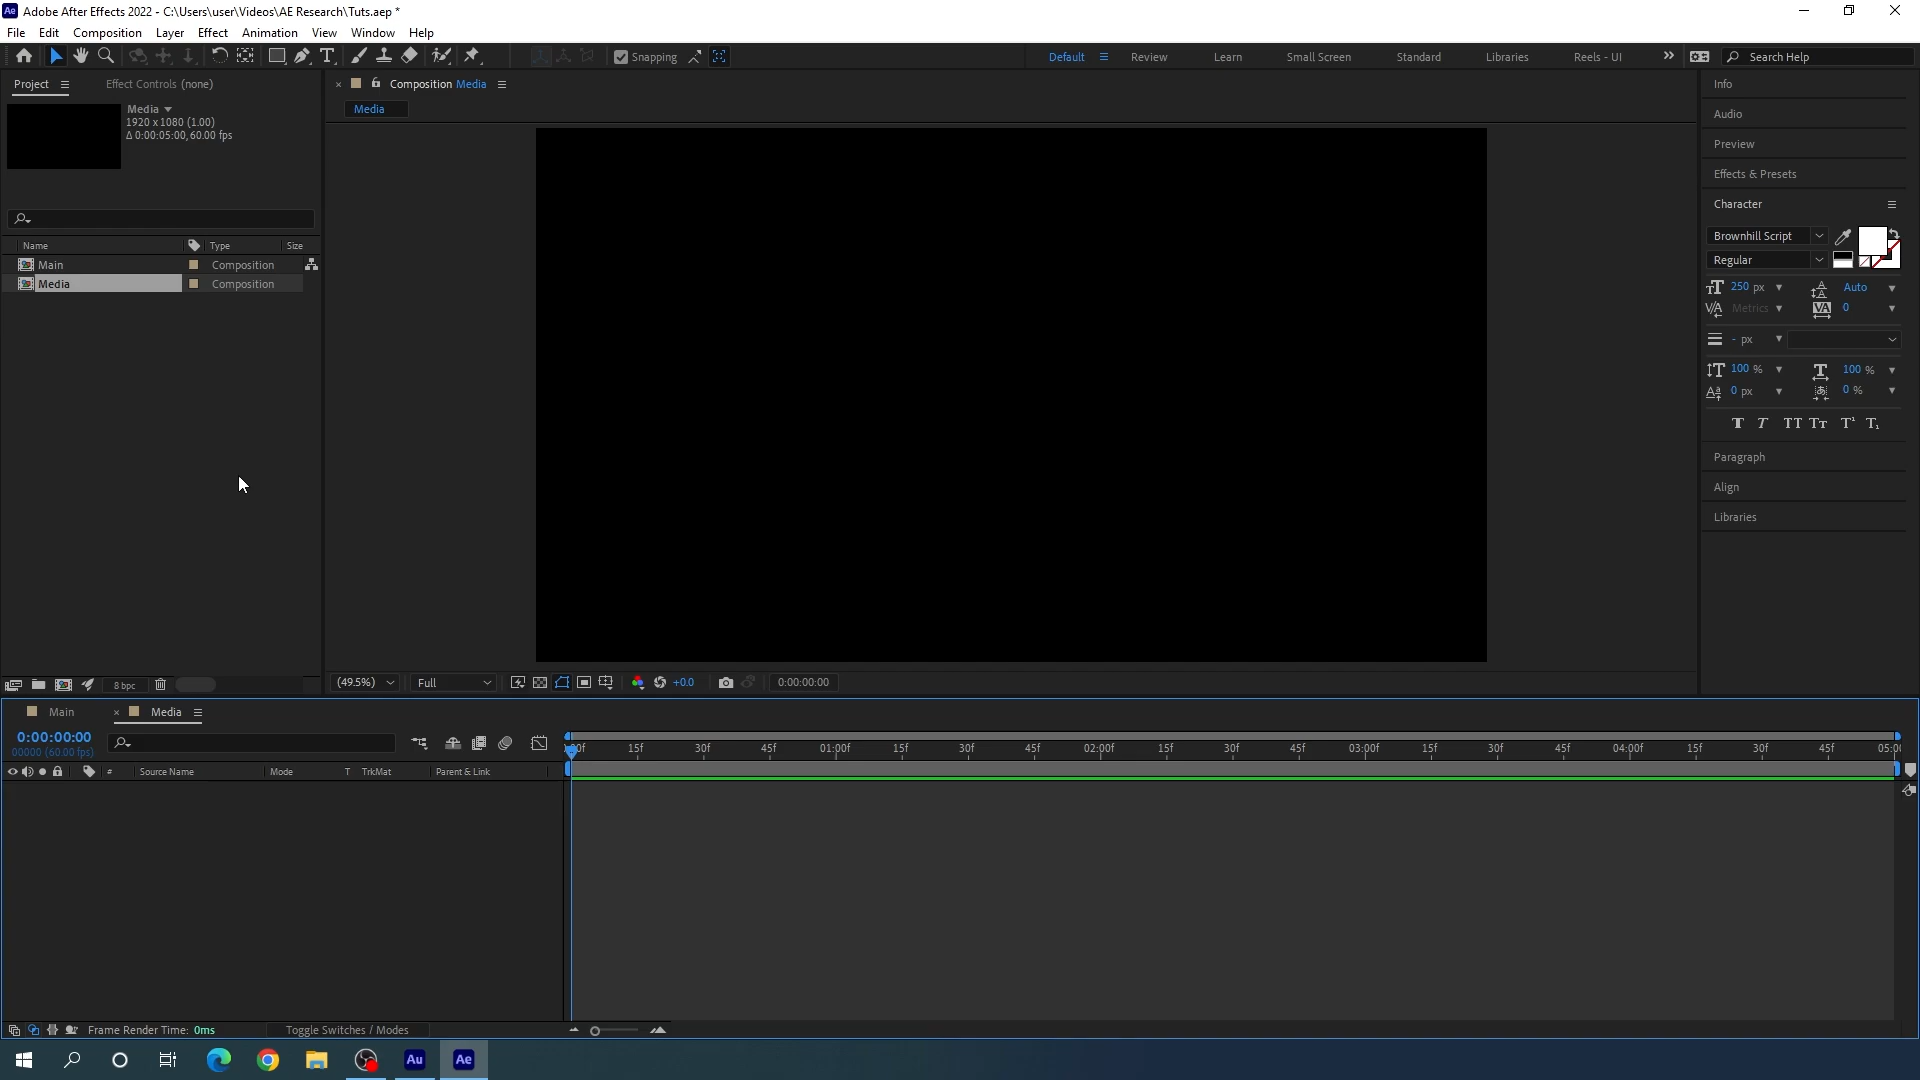 Ae Adobe After Effects 2022 - C:\Users\user\Videos\AE Research\Tuts.aep *
File Edit Composition Layer Effect Animation View Window Help
Snapping Default Review Learn Small Screen Standard Libraries Reels - UI Search Help
Project Effect Controls (none)
Media
1920 x 1080 (1.00)
Δ 0:00:05:00, 60.00 fps
Name Type Size
Main Composition
Media Composition
8 bpc
Composition Media
Media
(49.5%) Full +0.0 0:00:00:00
Info
Audio
Preview
Effects & Presets
Character
Brownhill Script
Regular
250 px Auto
Metrics 0
- px
100 % 100 %
0 px 0 %
Paragraph
Align
Libraries
Main Media
0:00:00:00
00000 (60.00 fps)
# Source Name Mode T TrkMat Parent & Link
15f 30f 45f 01:00f 15f 30f 45f 02:00f 15f 30f 45f 03:00f 15f 30f 45f 04:00f 15f 30f 45f
Frame Render Time: 0ms Toggle Switches / Modes
Au Ae